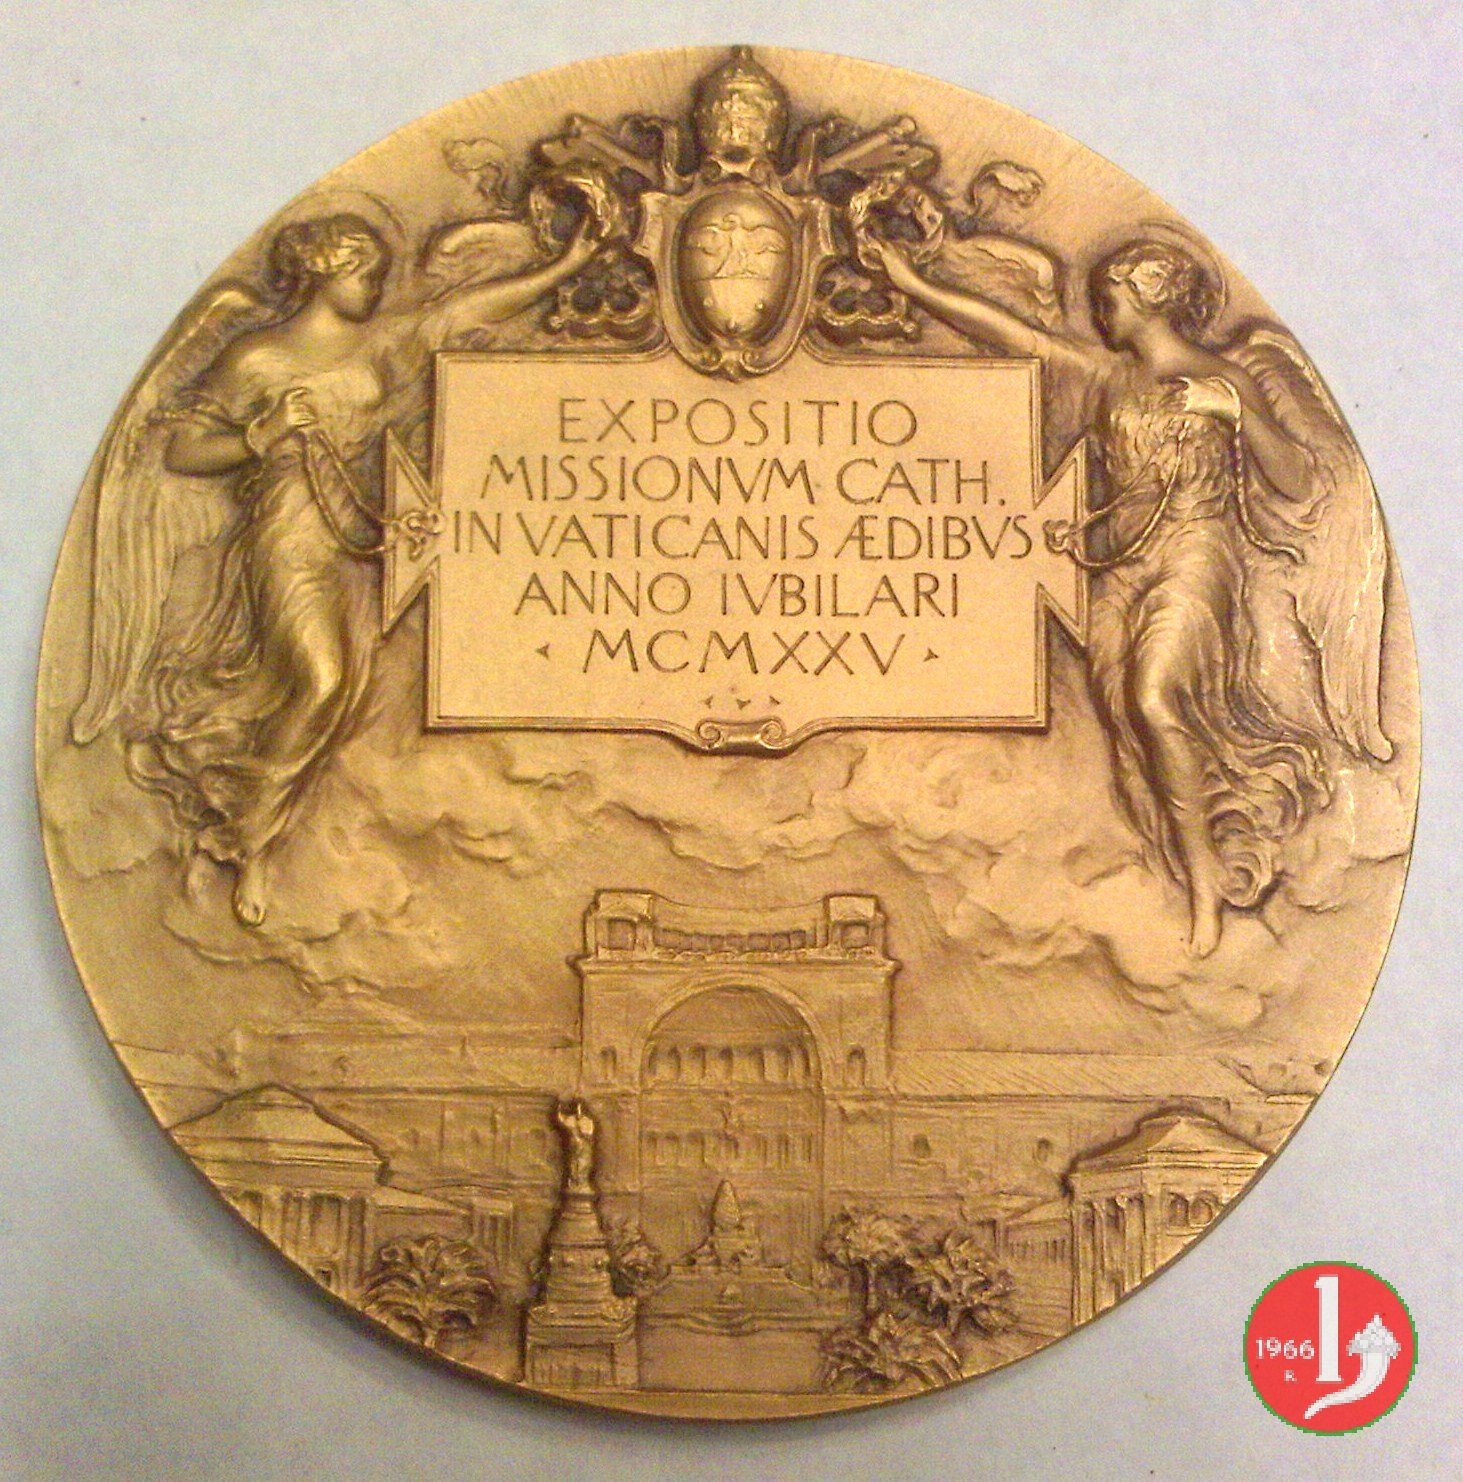 EXPOSITIO
MISSIONVM CATH.
IN VATICANIS ÆDIBVS
ANNO IVBILARI
MCMXXV
1966
R